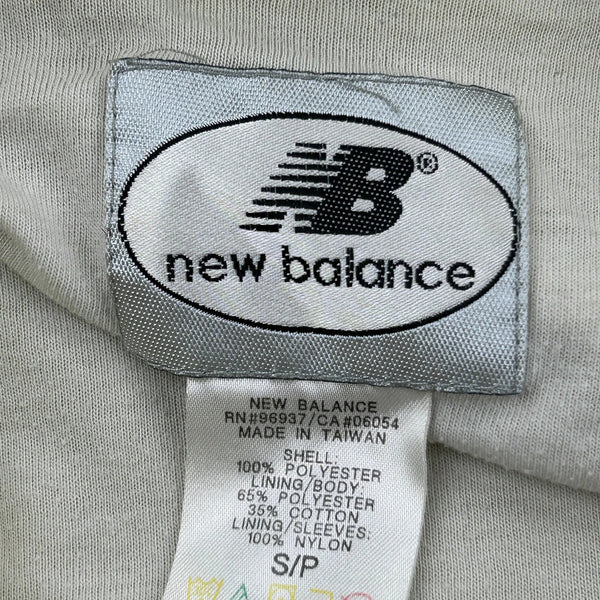 NB®
new balance
NEW BALANCE
RN#96937/CA#06054
MADE IN TAIWAN
SHELL:
100% POLYESTER
LINING/BODY:
65% POLYESTER
35% COTTON
LINING/SLEEVES:
100% NYLON
S/P